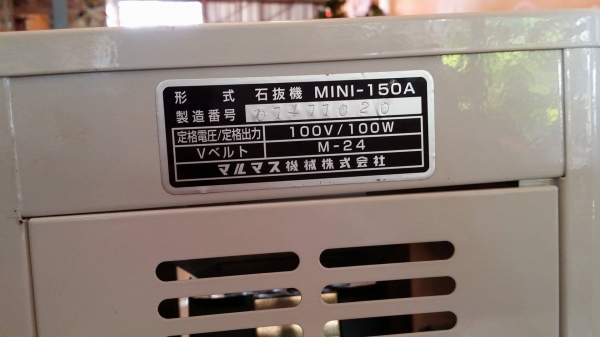 形式 石抜機 MINI-150A
製造番号
定格電圧/定格出力 100V/100W
Vベルト M-24
マルマス機械株式会社